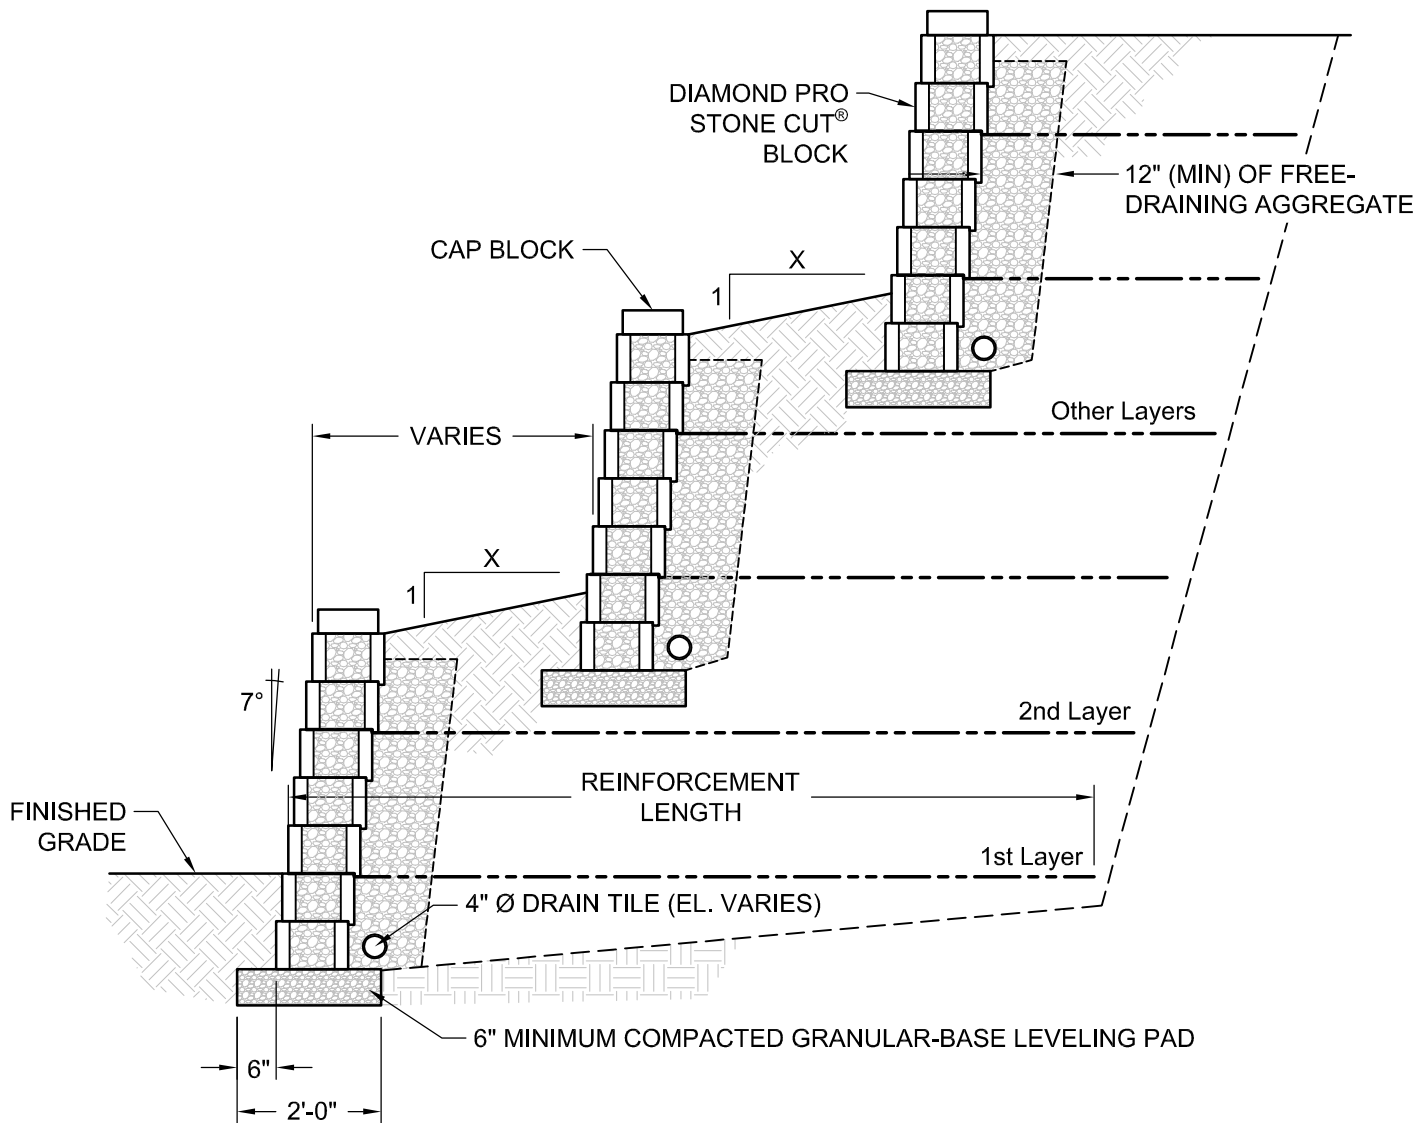 DIAMOND PRO
STONE CUT®
BLOCK
12" (MIN) OF FREE-
DRAINING AGGREGATE
CAP BLOCK
X
1
Other Layers
VARIES
X
1
7°
2nd Layer
REINFORCEMENT
LENGTH
FINISHED
GRADE
1st Layer
4" Ø DRAIN TILE (EL. VARIES)
6" MINIMUM COMPACTED GRANULAR-BASE LEVELING PAD
6"
2'-0"